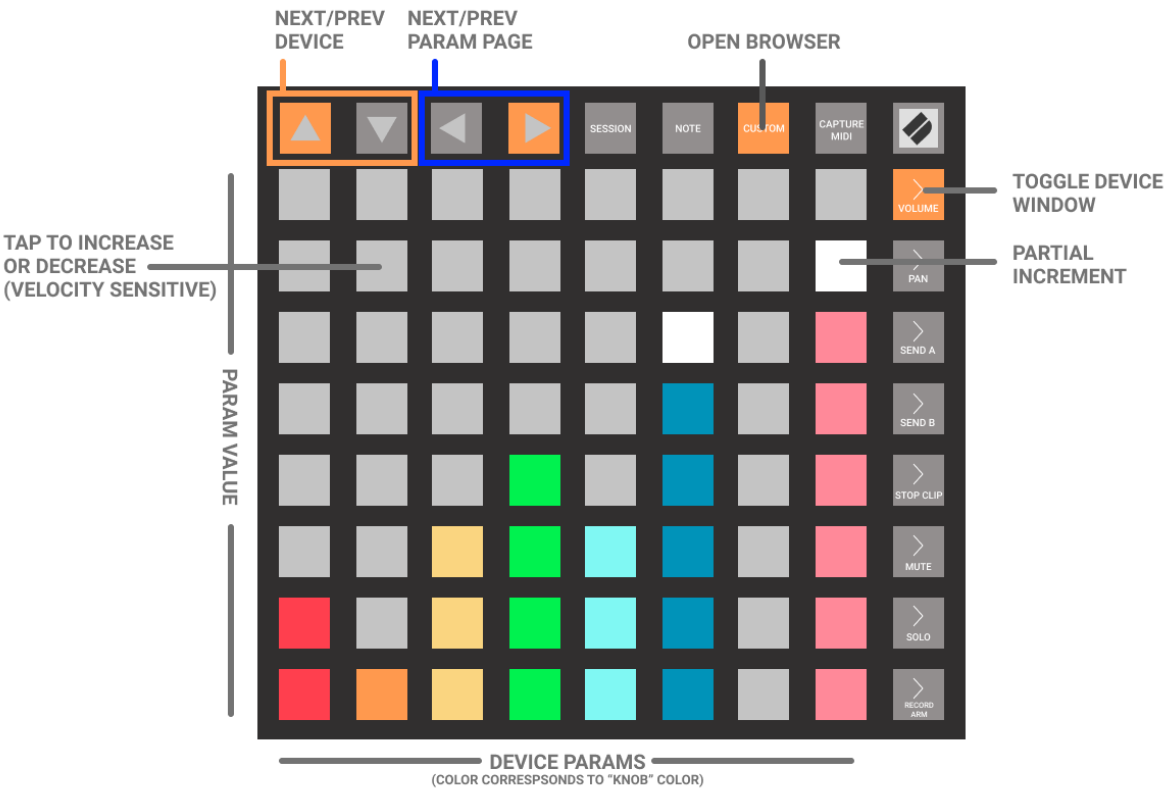 NEXT/PREV
DEVICE
NEXT/PREV
PARAM PAGE
OPEN BROWSER
SESSION
NOTE
CUSTOM
CAPTURE
MIDI
TOGGLE DEVICE
WINDOW
VOLUME
TAP TO INCREASE
OR DECREASE
(VELOCITY SENSITIVE)
PARTIAL
INCREMENT
PAN
SEND A
PARAM VALUE
SEND B
STOP CLIP
MUTE
SOLO
RECORD
ARM
DEVICE PARAMS
(COLOR CORRESPSONDS TO "KNOB" COLOR)